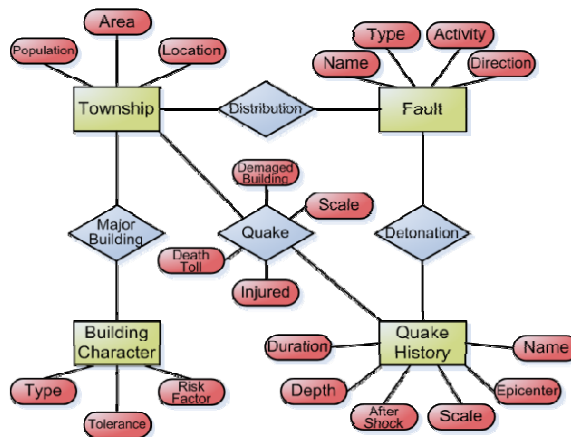 Area
Population
Location
Township
Type
Activity
Name
Direction
Fault
Distribution
Demaged
Building
Scale
Major
Building
Quake
Detonation
Death
Toll
Injured
Building
Character
Type
Risk
Factor
Tolerance
Quake
History
Duration
Name
Depth
Epicenter
After
Shock
Scale